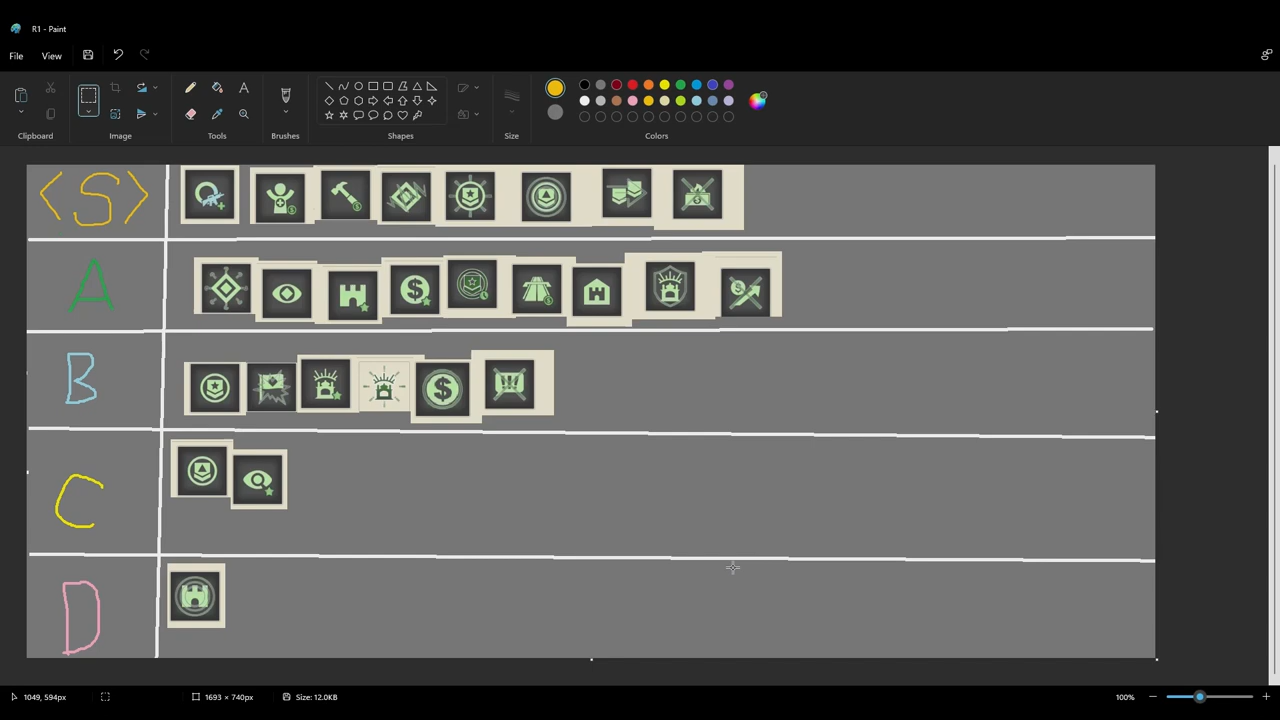 R1 - Paint
File View
Clipboard Image Tools Brushes Shapes Size Colors
<S>
A
B
C
D
1049, 594px 1693 × 740px Size: 12.0KB 100%